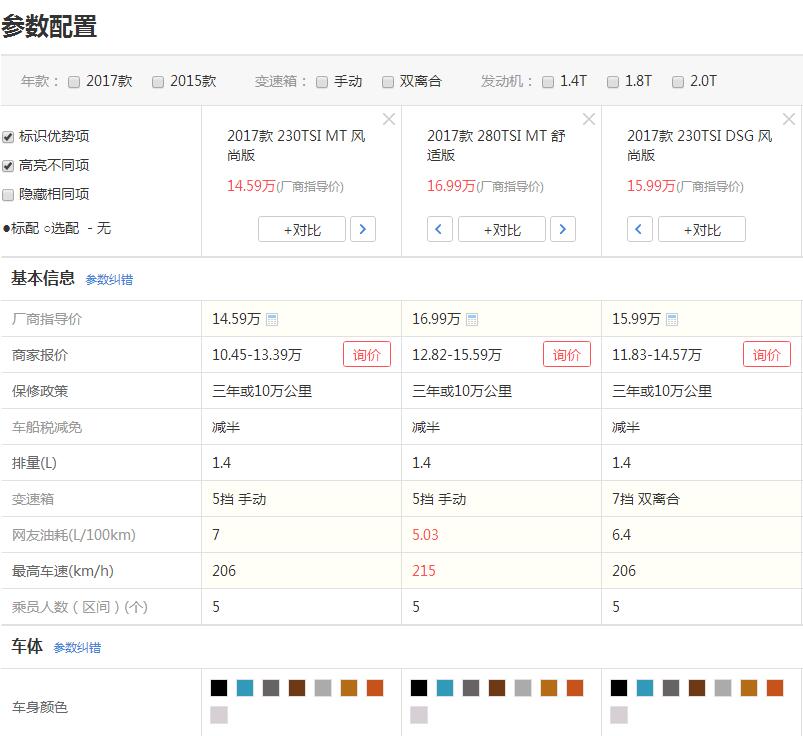 参数配置
年款： 2017款 2015款 变速箱： 手动 双离合 发动机： 1.4T 1.8T 2.0T
标识优势项
高亮不同项
隐藏相同项
●标配 ○选配 - 无
2017款 230TSI MT 风
尚版
14.59万(厂商指导价)
+对比
2017款 280TSI MT 舒
适版
16.99万(厂商指导价)
+对比
2017款 230TSI DSG 风
尚版
15.99万(厂商指导价)
+对比
基本信息 参数纠错
厂商指导价 14.59万 16.99万 15.99万
商家报价 10.45-13.39万 询价 12.82-15.59万 询价 11.83-14.57万 询价
保修政策 三年或10万公里 三年或10万公里 三年或10万公里
车船税减免 减半 减半 减半
排量(L) 1.4 1.4 1.4
变速箱 5挡 手动 5挡 手动 7挡 双离合
网友油耗(L/100km) 7 5.03 6.4
最高车速(km/h) 206 215 206
乘员人数（区间）(个) 5 5 5
车体 参数纠错
车身颜色